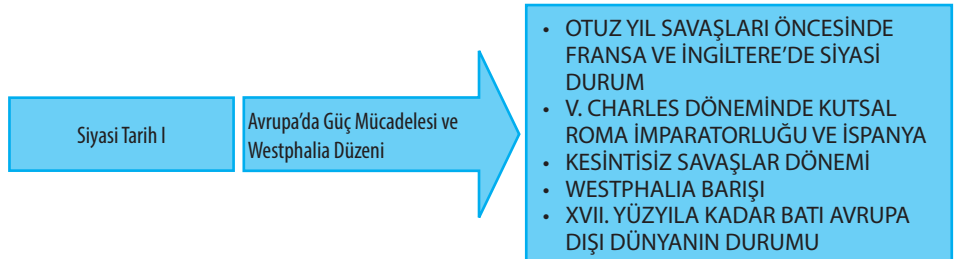 Siyasi Tarih I
Avrupa'da Güç Mücadelesi ve
Westphalia Düzeni
• OTUZ YIL SAVAŞLARI ÖNCESİNDE
FRANSA VE İNGİLTERE'DE SİYASİ
DURUM
• V. CHARLES DÖNEMİNDE KUTSAL
ROMA İMPARATORLUĞU VE İSPANYA
• KESİNTİSİZ SAVAŞLAR DÖNEMİ
• WESTPHALIA BARIŞI
• XVII. YÜZYILA KADAR BATI AVRUPA
DIŞI DÜNYANIN DURUMU